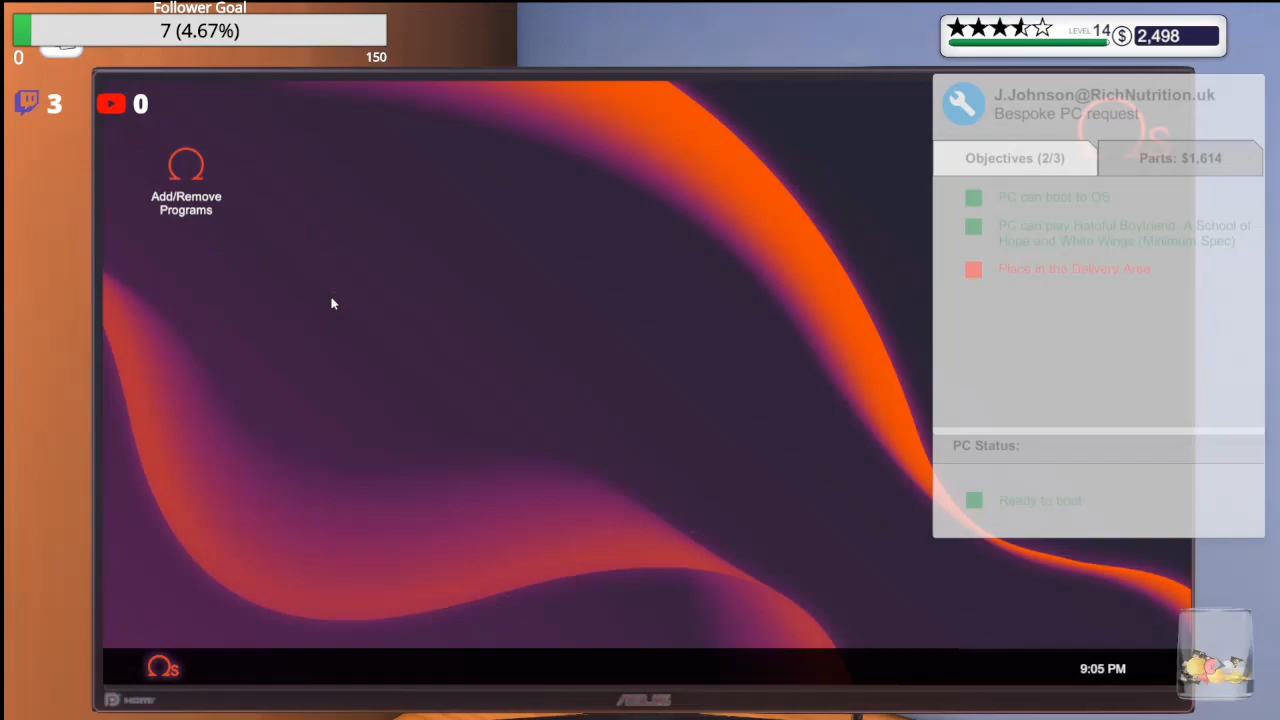 Follower Goal
7 (4.67%)
0
150
3
0
LEVEL 14
$ 2,498
J.Johnson@RichNutrition.uk
Bespoke PC request
Objectives (2/3)
Parts: $1,614
PC can boot to OS
PC can play Hatoful Boyfriend: A School of
Hope and White Wings (Minimum Spec)
Place in the Delivery Area
PC Status:
Ready to boot
Add/Remove
Programs
Ωs
9:05 PM
HDMI
ASUS